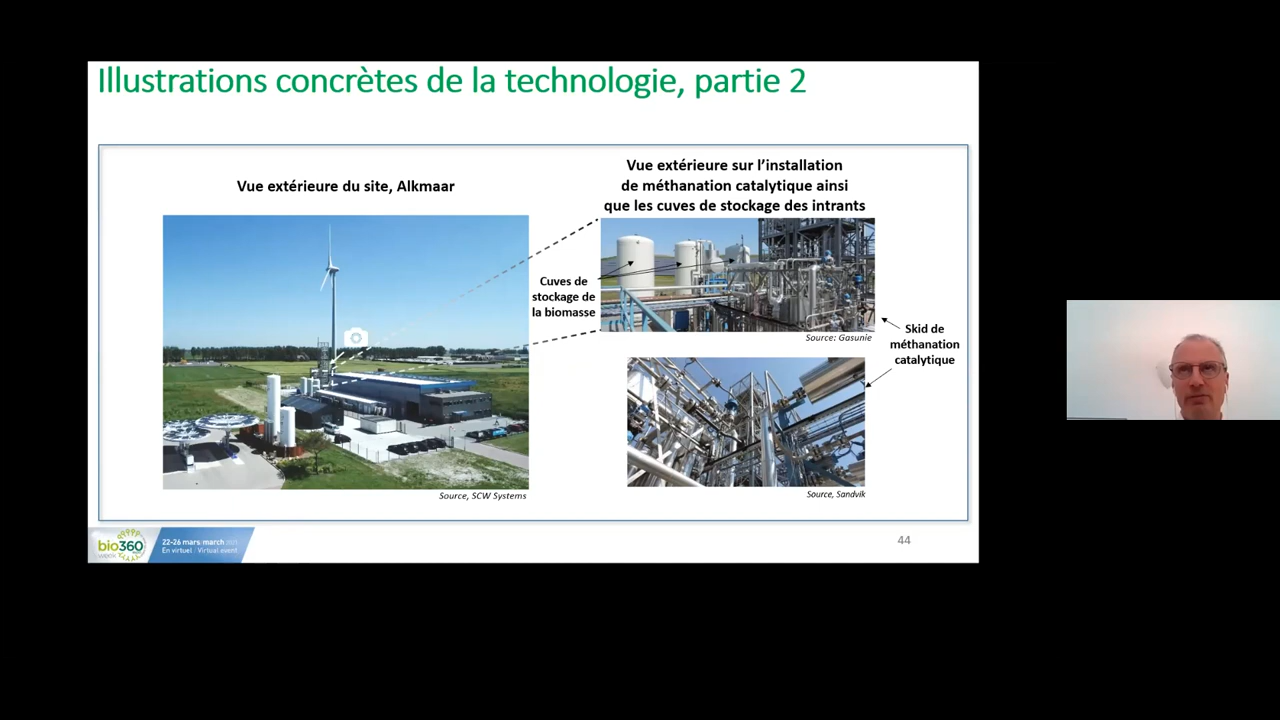 Illustrations concrètes de la technologie, partie 2
Vue extérieure du site, Alkmaar
Source, SCW Systems
Vue extérieure sur l’installation
de méthanation catalytique ainsi
que les cuves de stockage des intrants
Cuves de
stockage de
la biomasse
Source: Gasunie
Skid de
méthanation
catalytique
Source, Sandvik
bio360
week
22-26 mars/march 2021
En virtuel / Virtual event
44